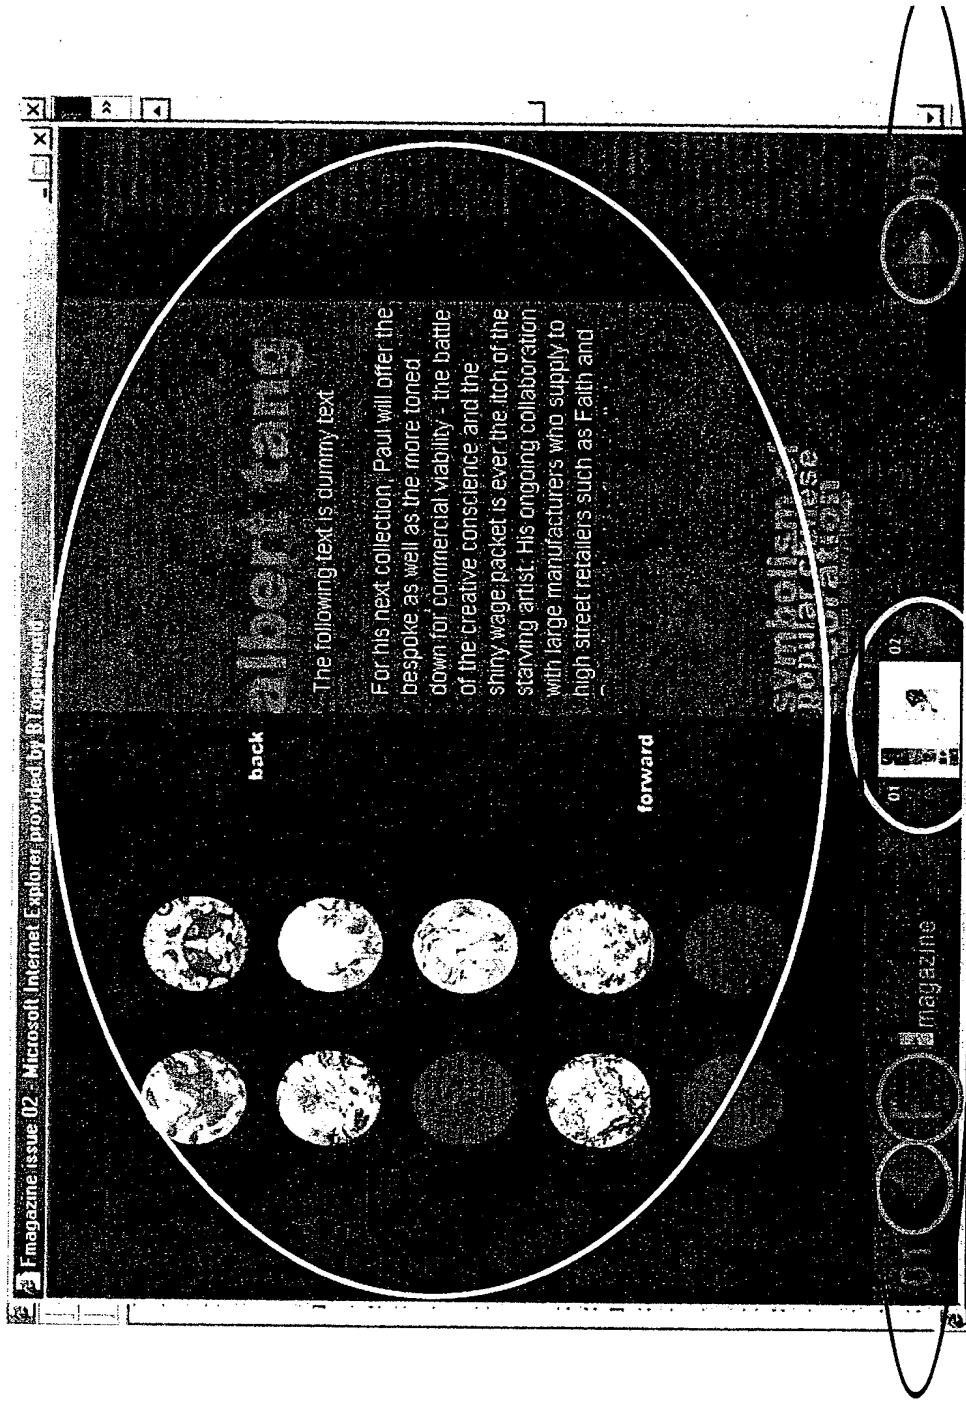 Fmagazine issue 02 - Microsoft Internet Explorer provided by BTopenworld
albert tang
The following text is dummy text
For his next collection, Paul will offer the
bespoke as well as the more toned
down for commercial viability - the battle
of the creative conscience and the
shiny wage packet is ever the itch of the
starving artist. His ongoing collaboration
with large manufacturers who supply to
high street retailers such as Faith and
back
forward
symbolism
popular chinese
decoration
01
magazine
01
02
02